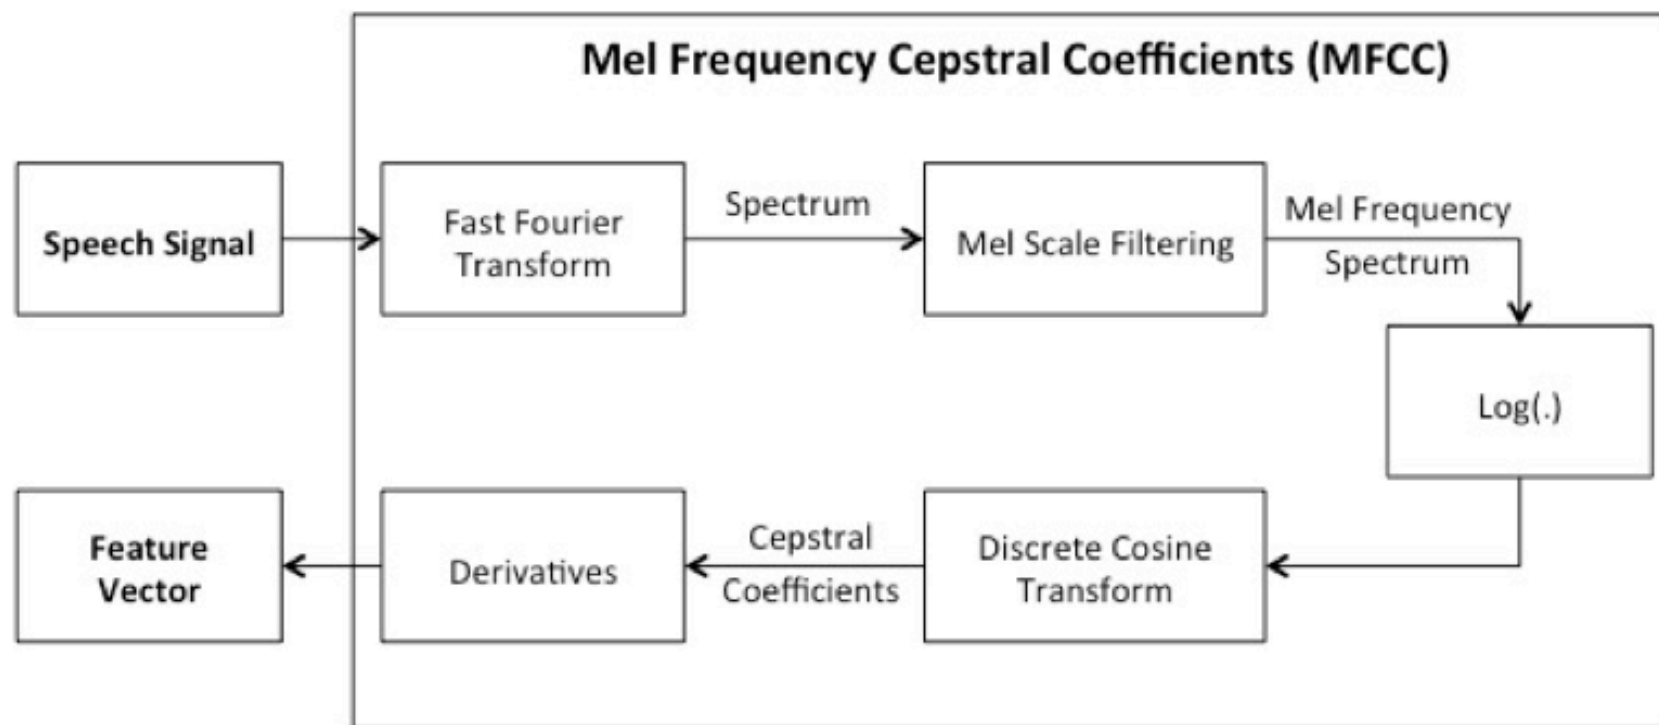 Mel Frequency Cepstral Coefficients (MFCC)
Speech Signal
Fast Fourier
Transform
Spectrum
Mel Scale Filtering
Mel Frequency
Spectrum
Log(.)
Discrete Cosine
Transform
Cepstral
Coefficients
Derivatives
Feature
Vector